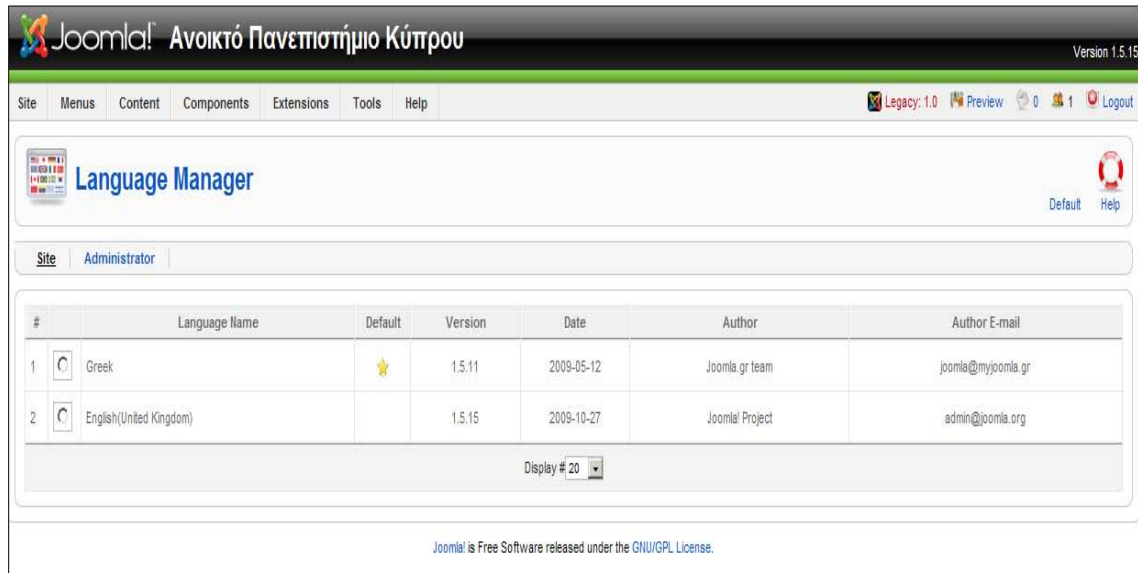 Joomla!™ Ανοικτό Πανεπιστήμιο Κύπρου
Version 1.5.15
Site Menus Content Components Extensions Tools Help Legacy: 1.0 Preview 0 1 Logout
Language Manager
Default Help
Site Administrator
# Language Name Default Version Date Author Author E-mail
1 Greek 1.5.11 2009-05-12 Joomla.gr team joomla@myjoomla.gr
2 English(United Kingdom) 1.5.15 2009-10-27 Joomla! Project admin@joomla.org
Display # 20
Joomla! is Free Software released under the GNU/GPL License.